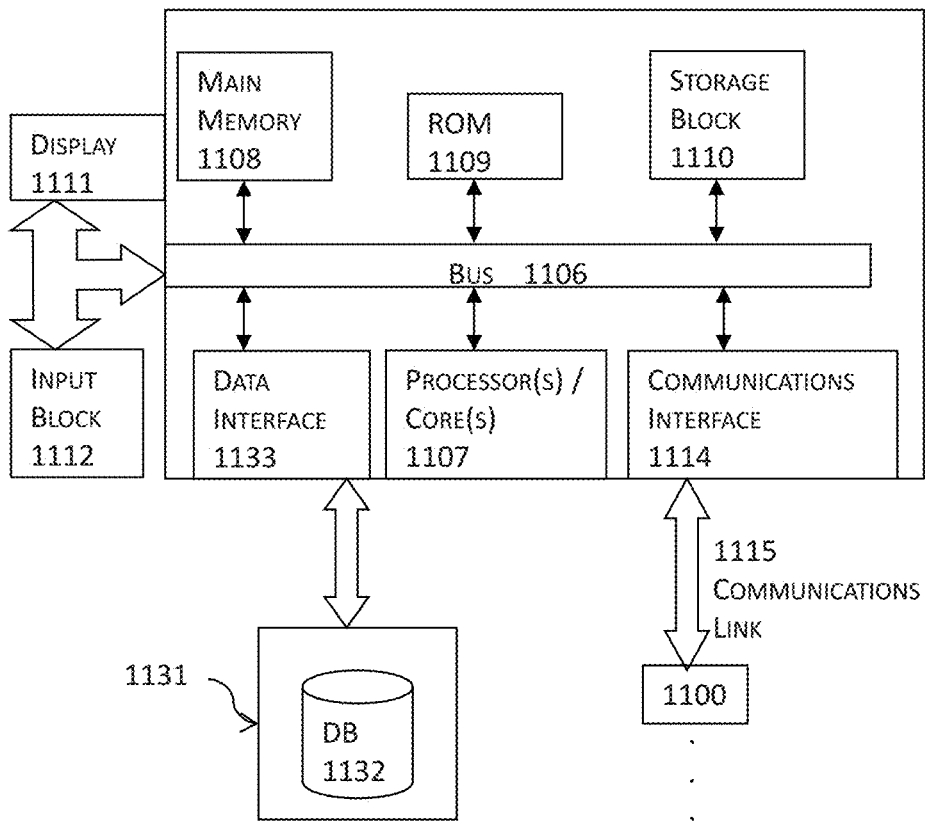 MAIN
MEMORY
1108
ROM
1109
STORAGE
BLOCK
1110
DISPLAY
1111
BUS 1106
INPUT
BLOCK
1112
DATA
INTERFACE
1133
PROCESSOR(S) /
CORE(S)
1107
COMMUNICATIONS
INTERFACE
1114
1115
COMMUNICATIONS
LINK
1131
DB
1132
1100